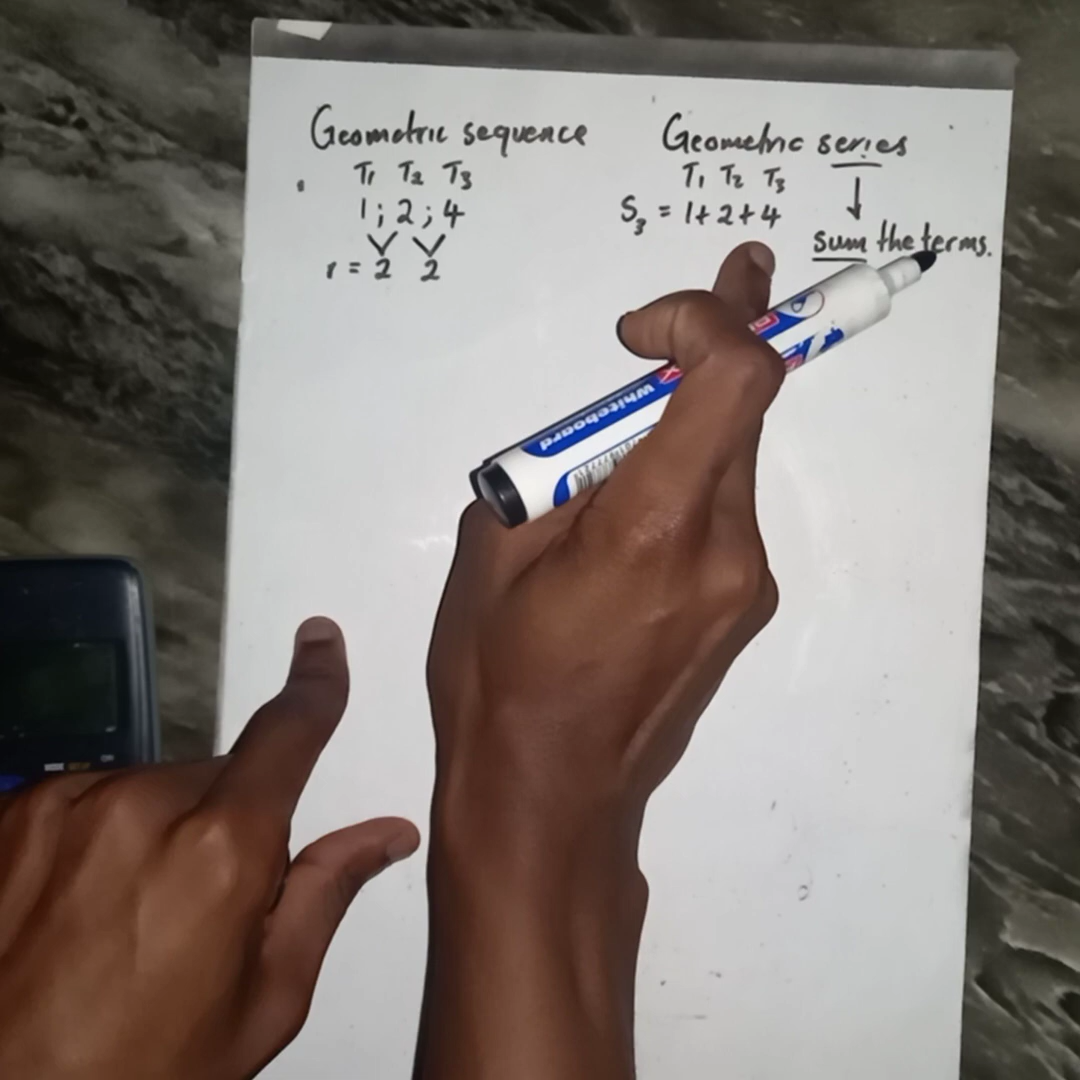 Geometric sequence
T1 T2 T3
1 ; 2 ; 4
r = 2 2
Geometric series
T1 T2 T3
S3 = 1 + 2 + 4
sum the terms.
Whiteboard